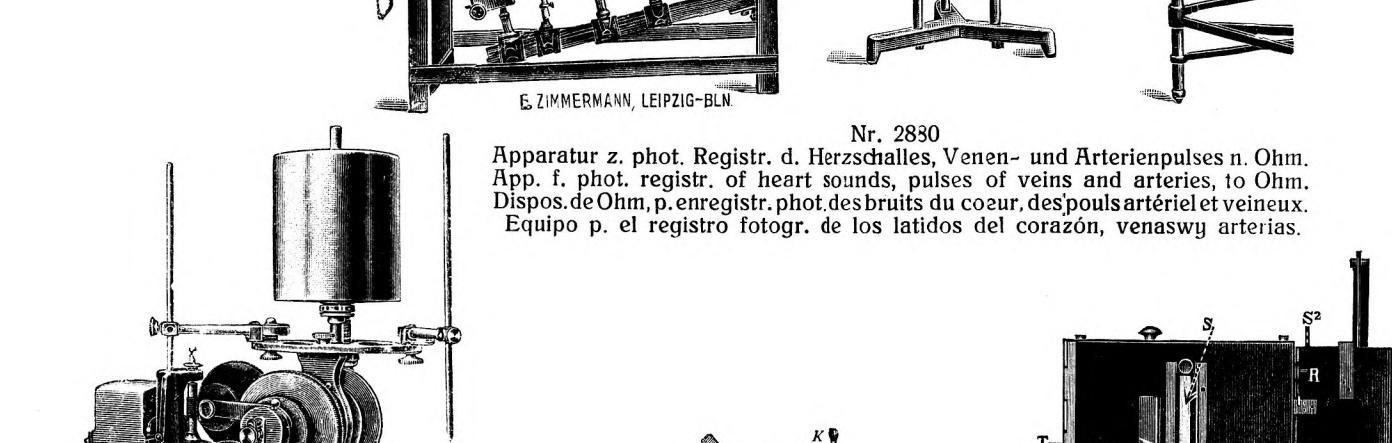 E. ZIMMERMANN, LEIPZIG-BLN.
Nr. 2880
Apparatur z. phot. Registr. d. Herzschalles, Venen- und Arterienpulses n. Ohm.
App. f. phot. registr. of heart sounds, pulses of veins and arteries, to Ohm.
Dispos. de Ohm, p. enregistr. phot. des bruits du coeur, des pouls artériel et veineux.
Equipo p. el registro fotogr. de los latidos del corazón, venaswy arterias.
S
S²
R
K
T